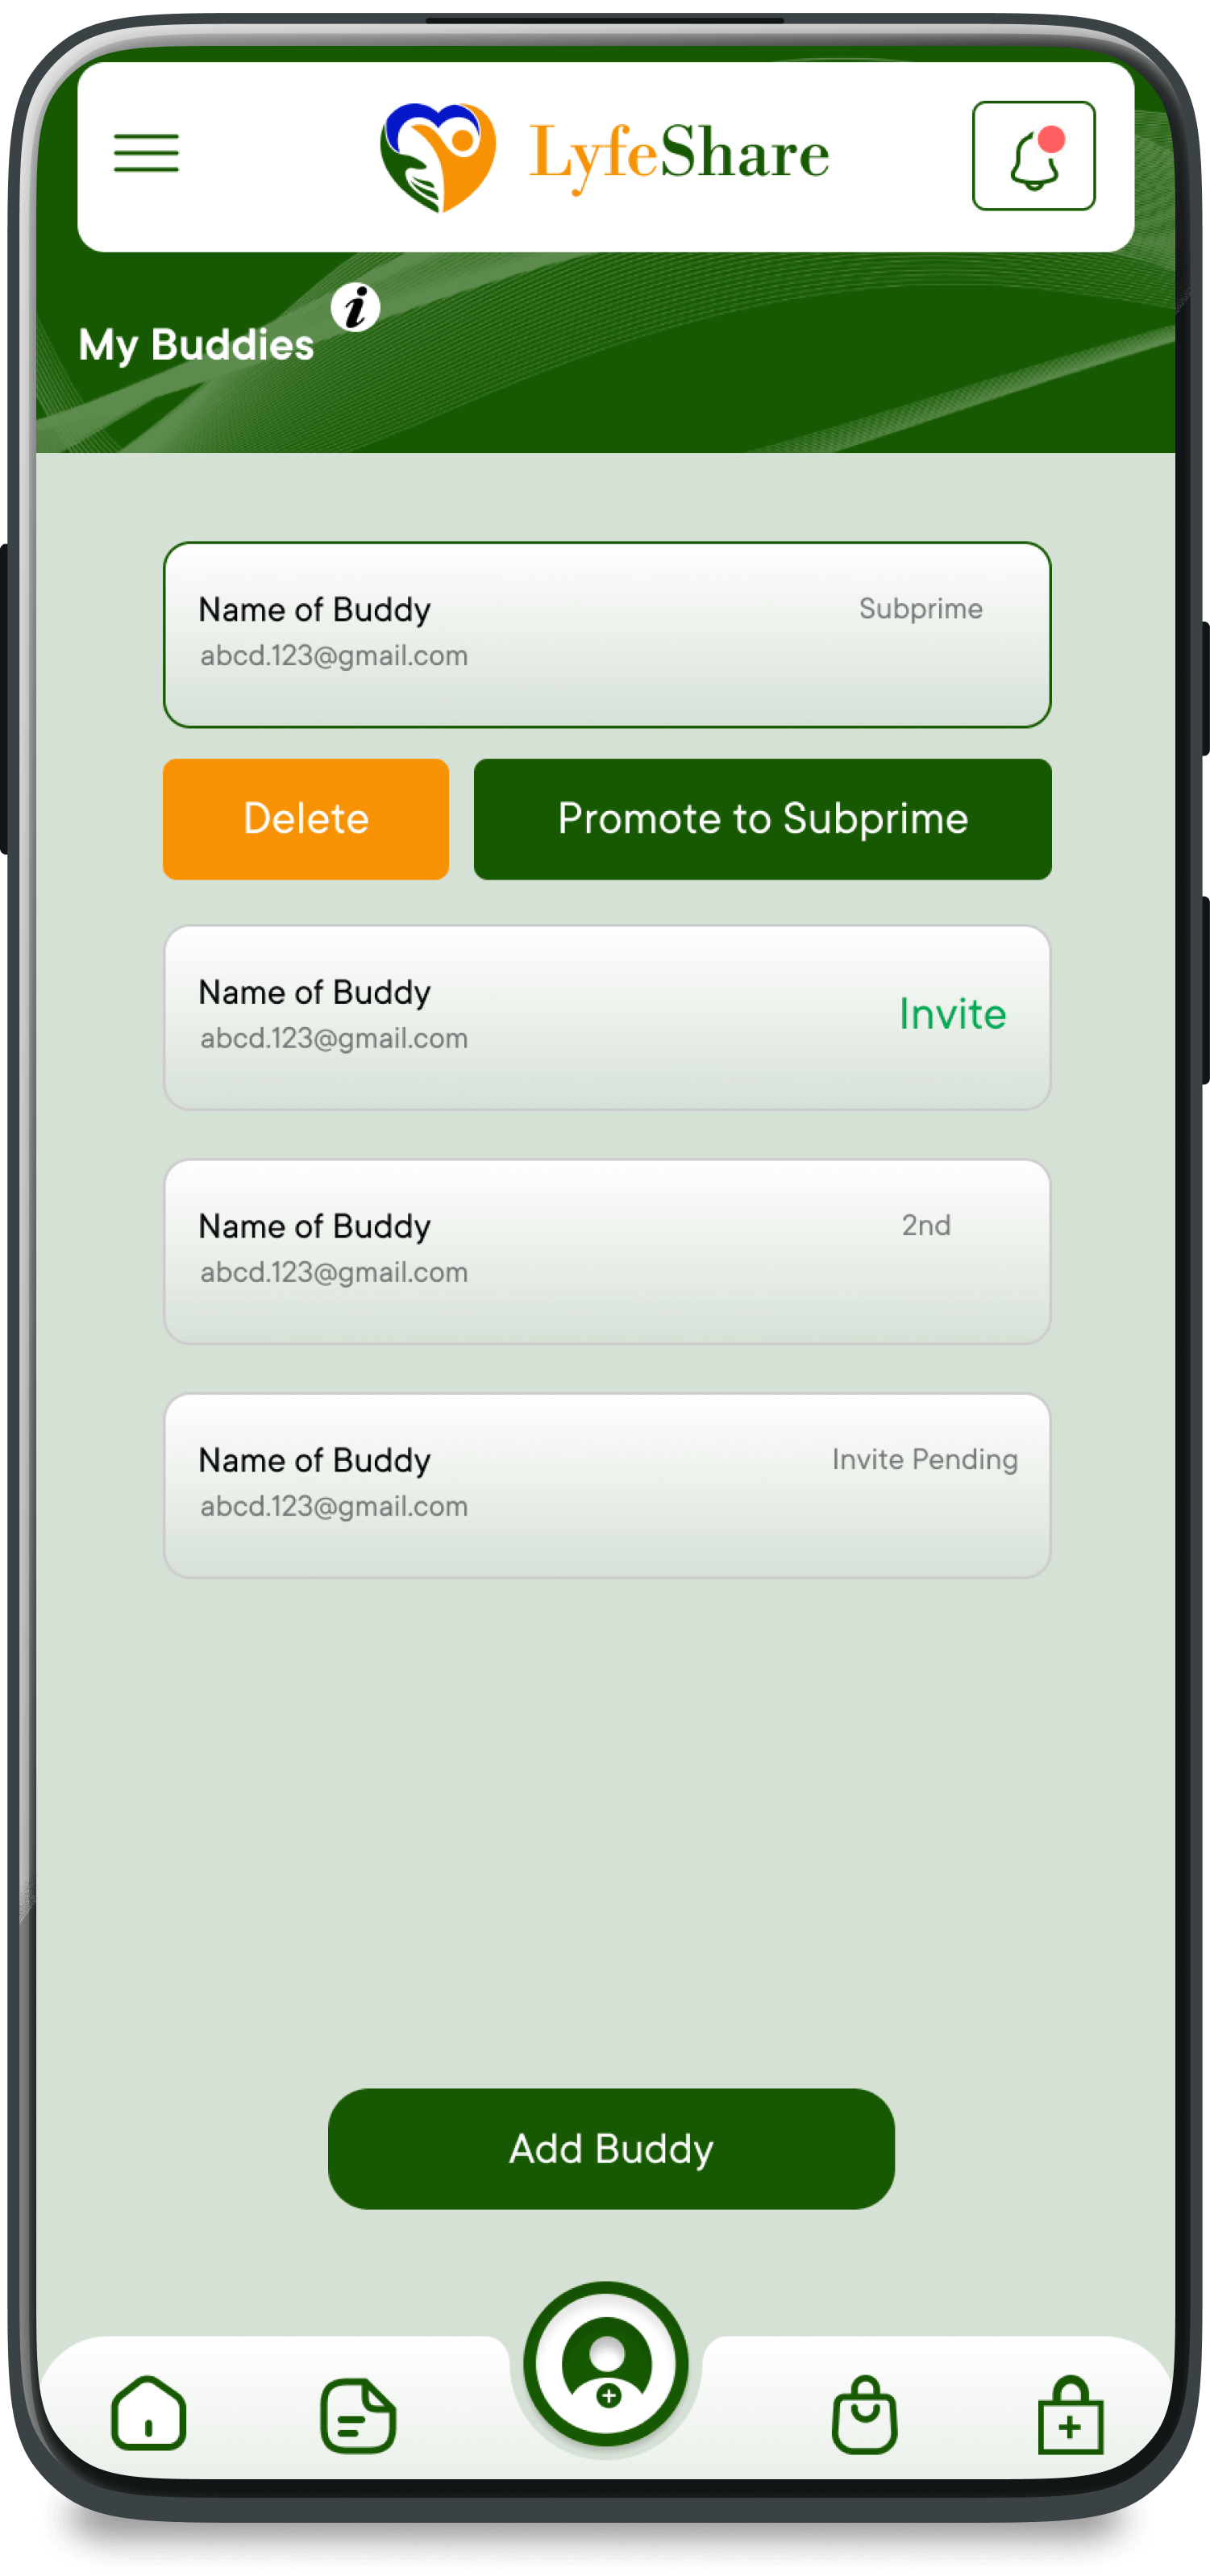 LyfeShare
My Buddies i
Name of Buddy Subprime
abcd.123@gmail.com
Delete Promote to Subprime
Name of Buddy
Invite
abcd.123@gmail.com
Name of Buddy 2nd
abcd.123@gmail.com
Name of Buddy Invite Pending
abcd.123@gmail.com
Add Buddy